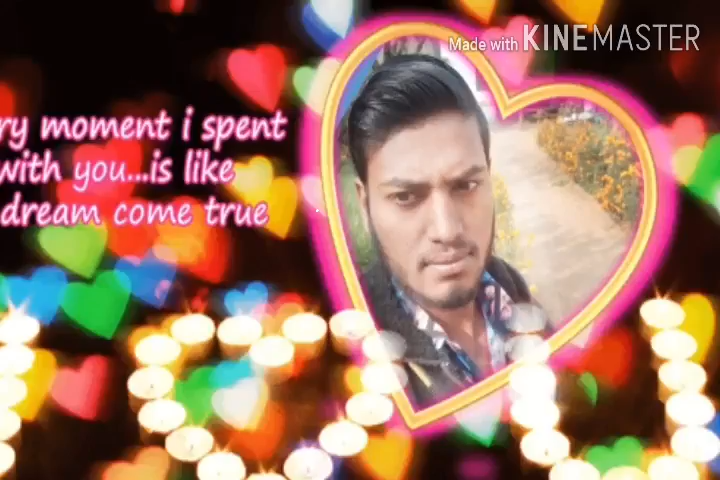 Made with KINEMASTER
ry moment i spent
with you...is like
dream come true